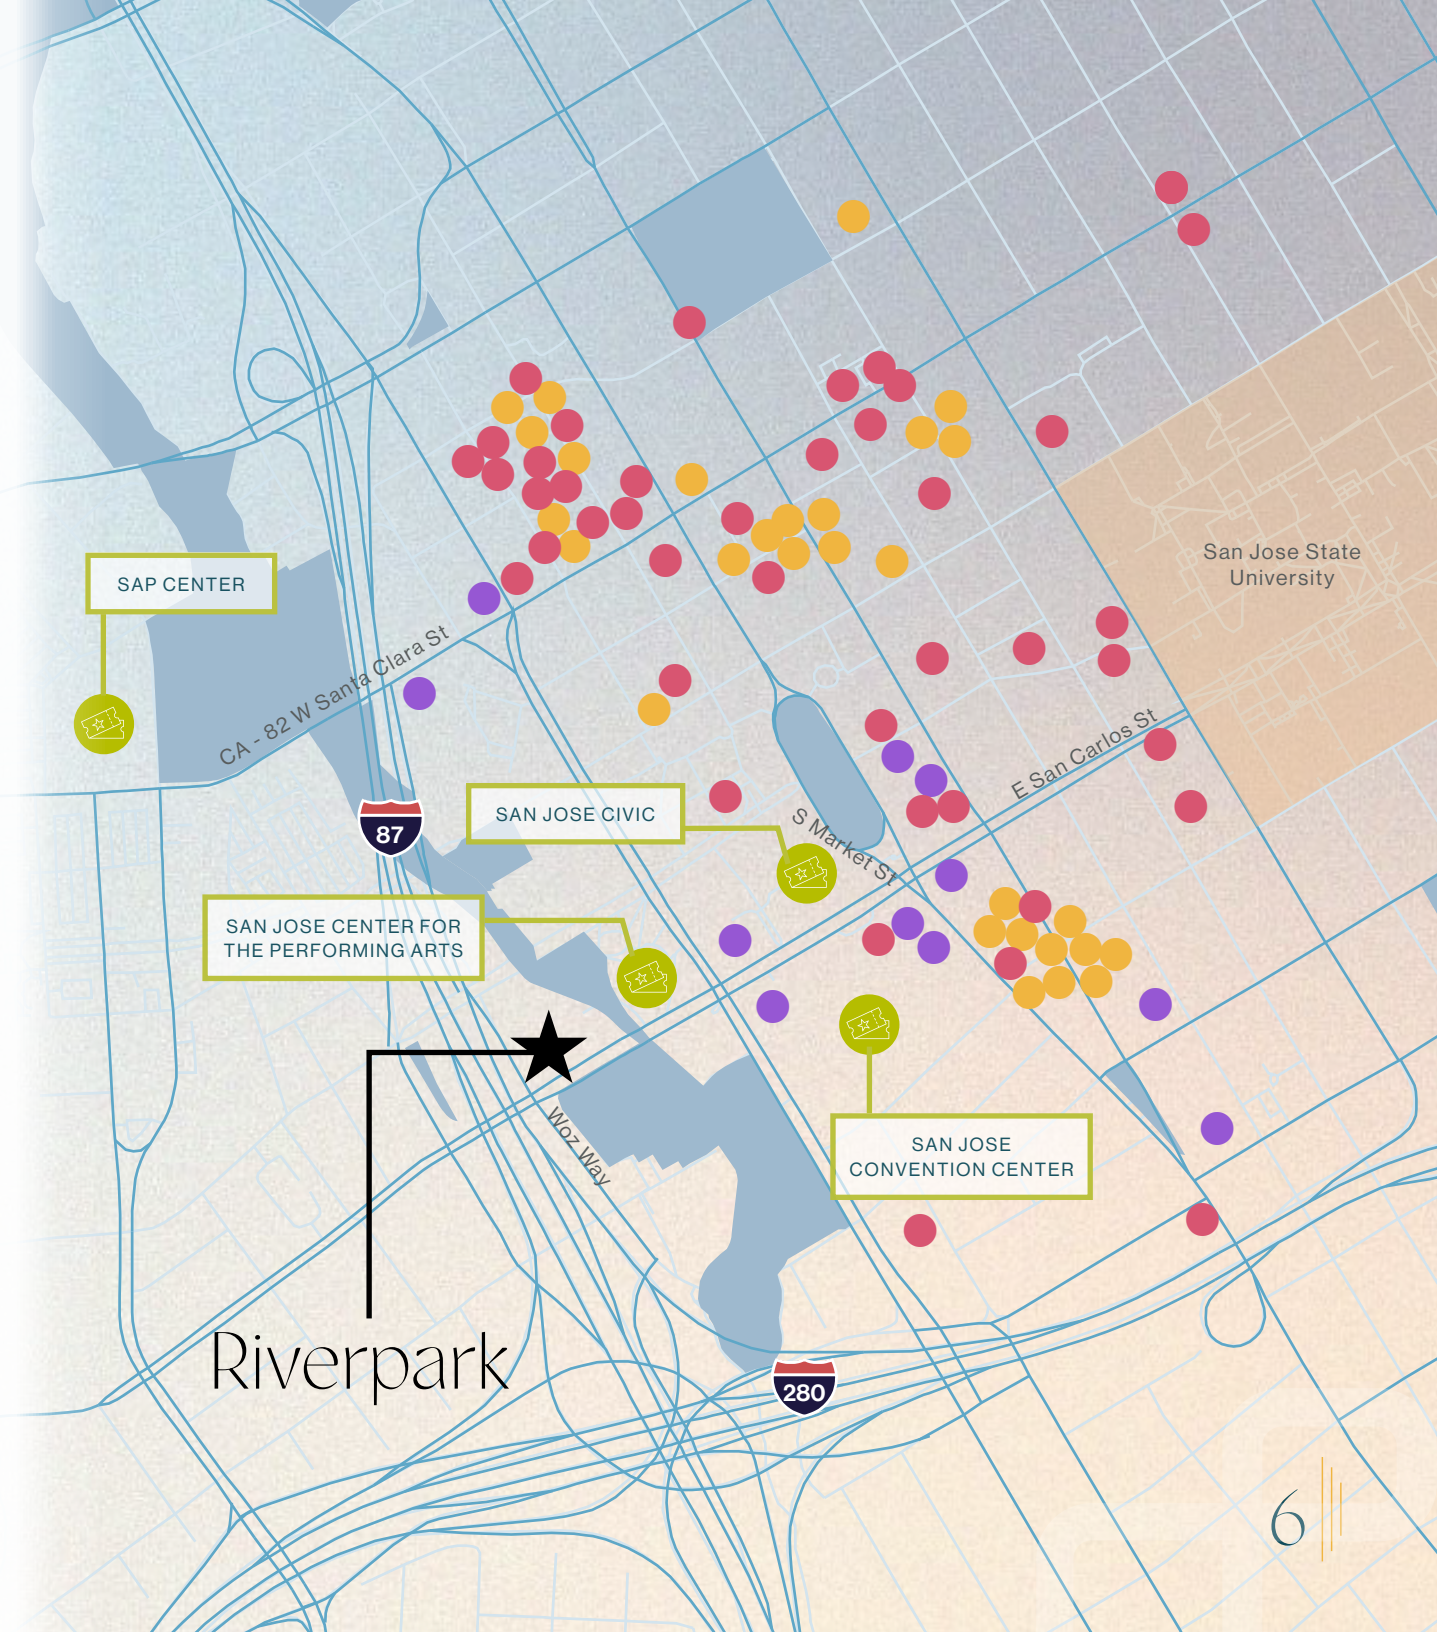 San Jose State
University
SAP CENTER
CA - 82 W Santa Clara St
E San Carlos St
SAN JOSE CIVIC
S Market St
87
SAN JOSE CENTER FOR
THE PERFORMING ARTS
Woz Way
SAN JOSE
CONVENTION CENTER
Riverpark
280
6